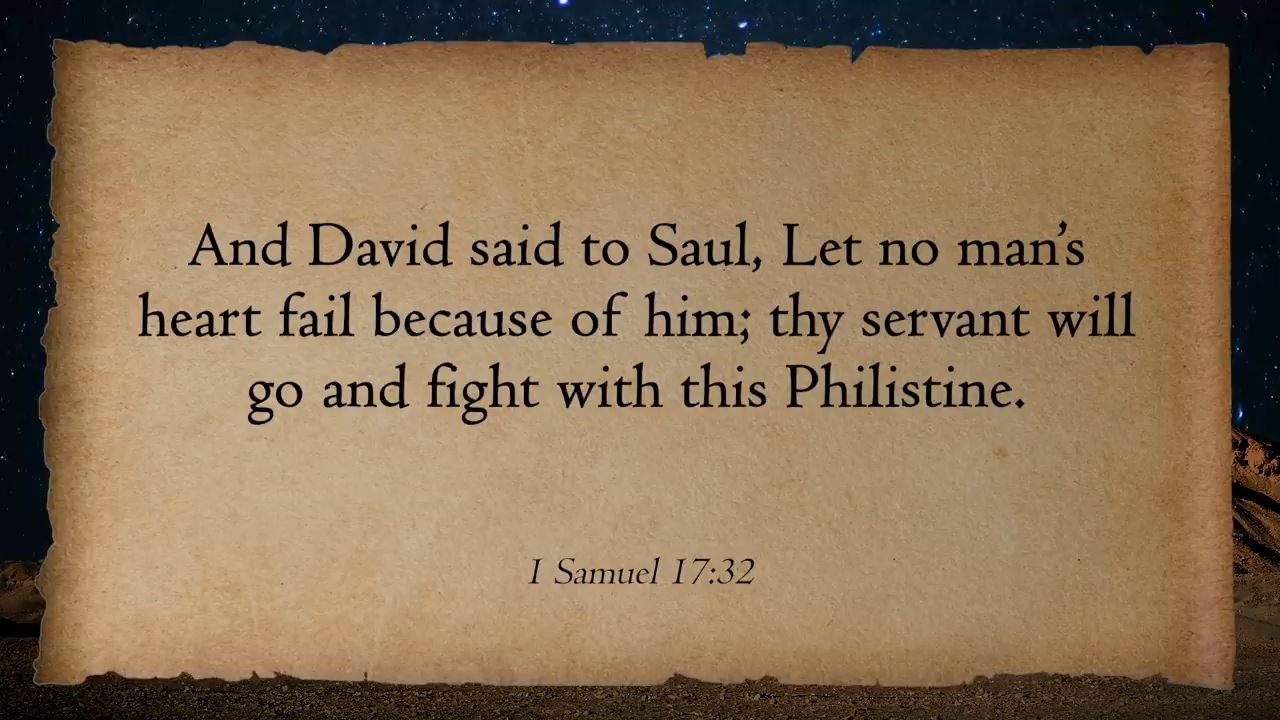 And David said to Saul, Let no man’s
heart fail because of him; thy servant will
go and fight with this Philistine.
1 Samuel 17:32